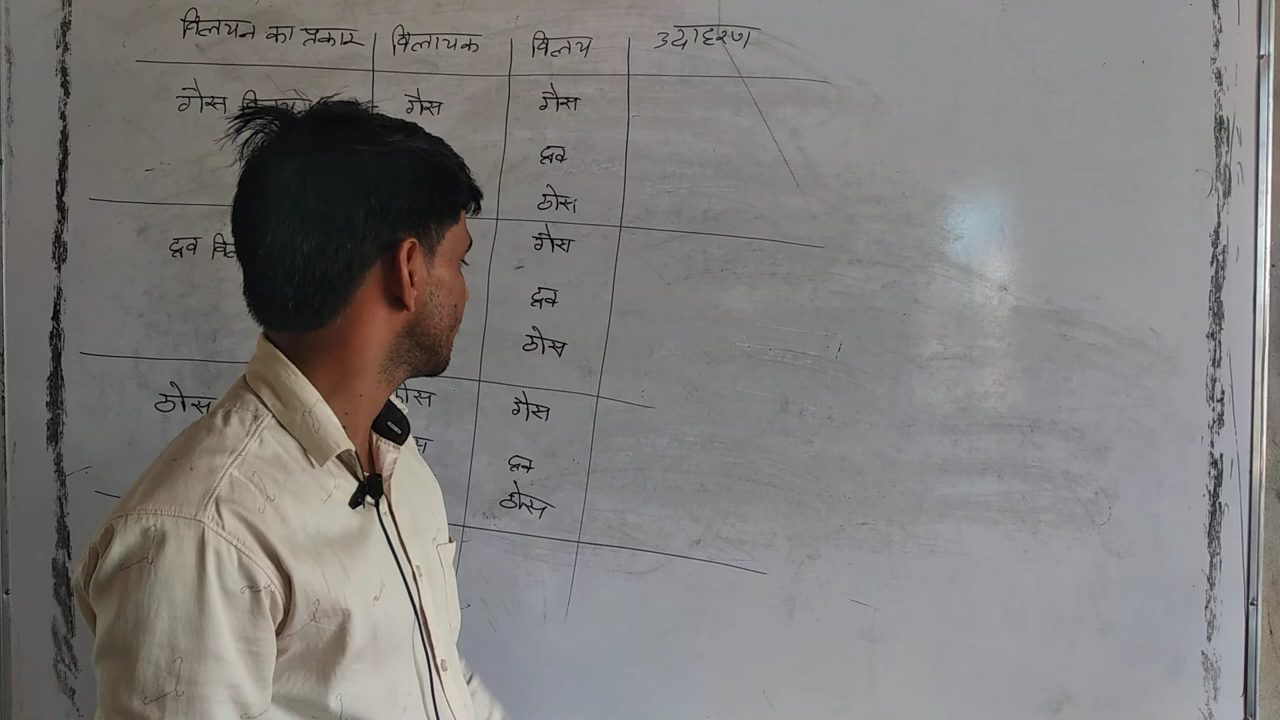 विलयन का प्रकार विलायक विलय उदाहरण
गैस गैस गैस
द्रव
ठोस
द्रव गैस
द्रव
ठोस
ठोस गैस
द्रव
ठोस